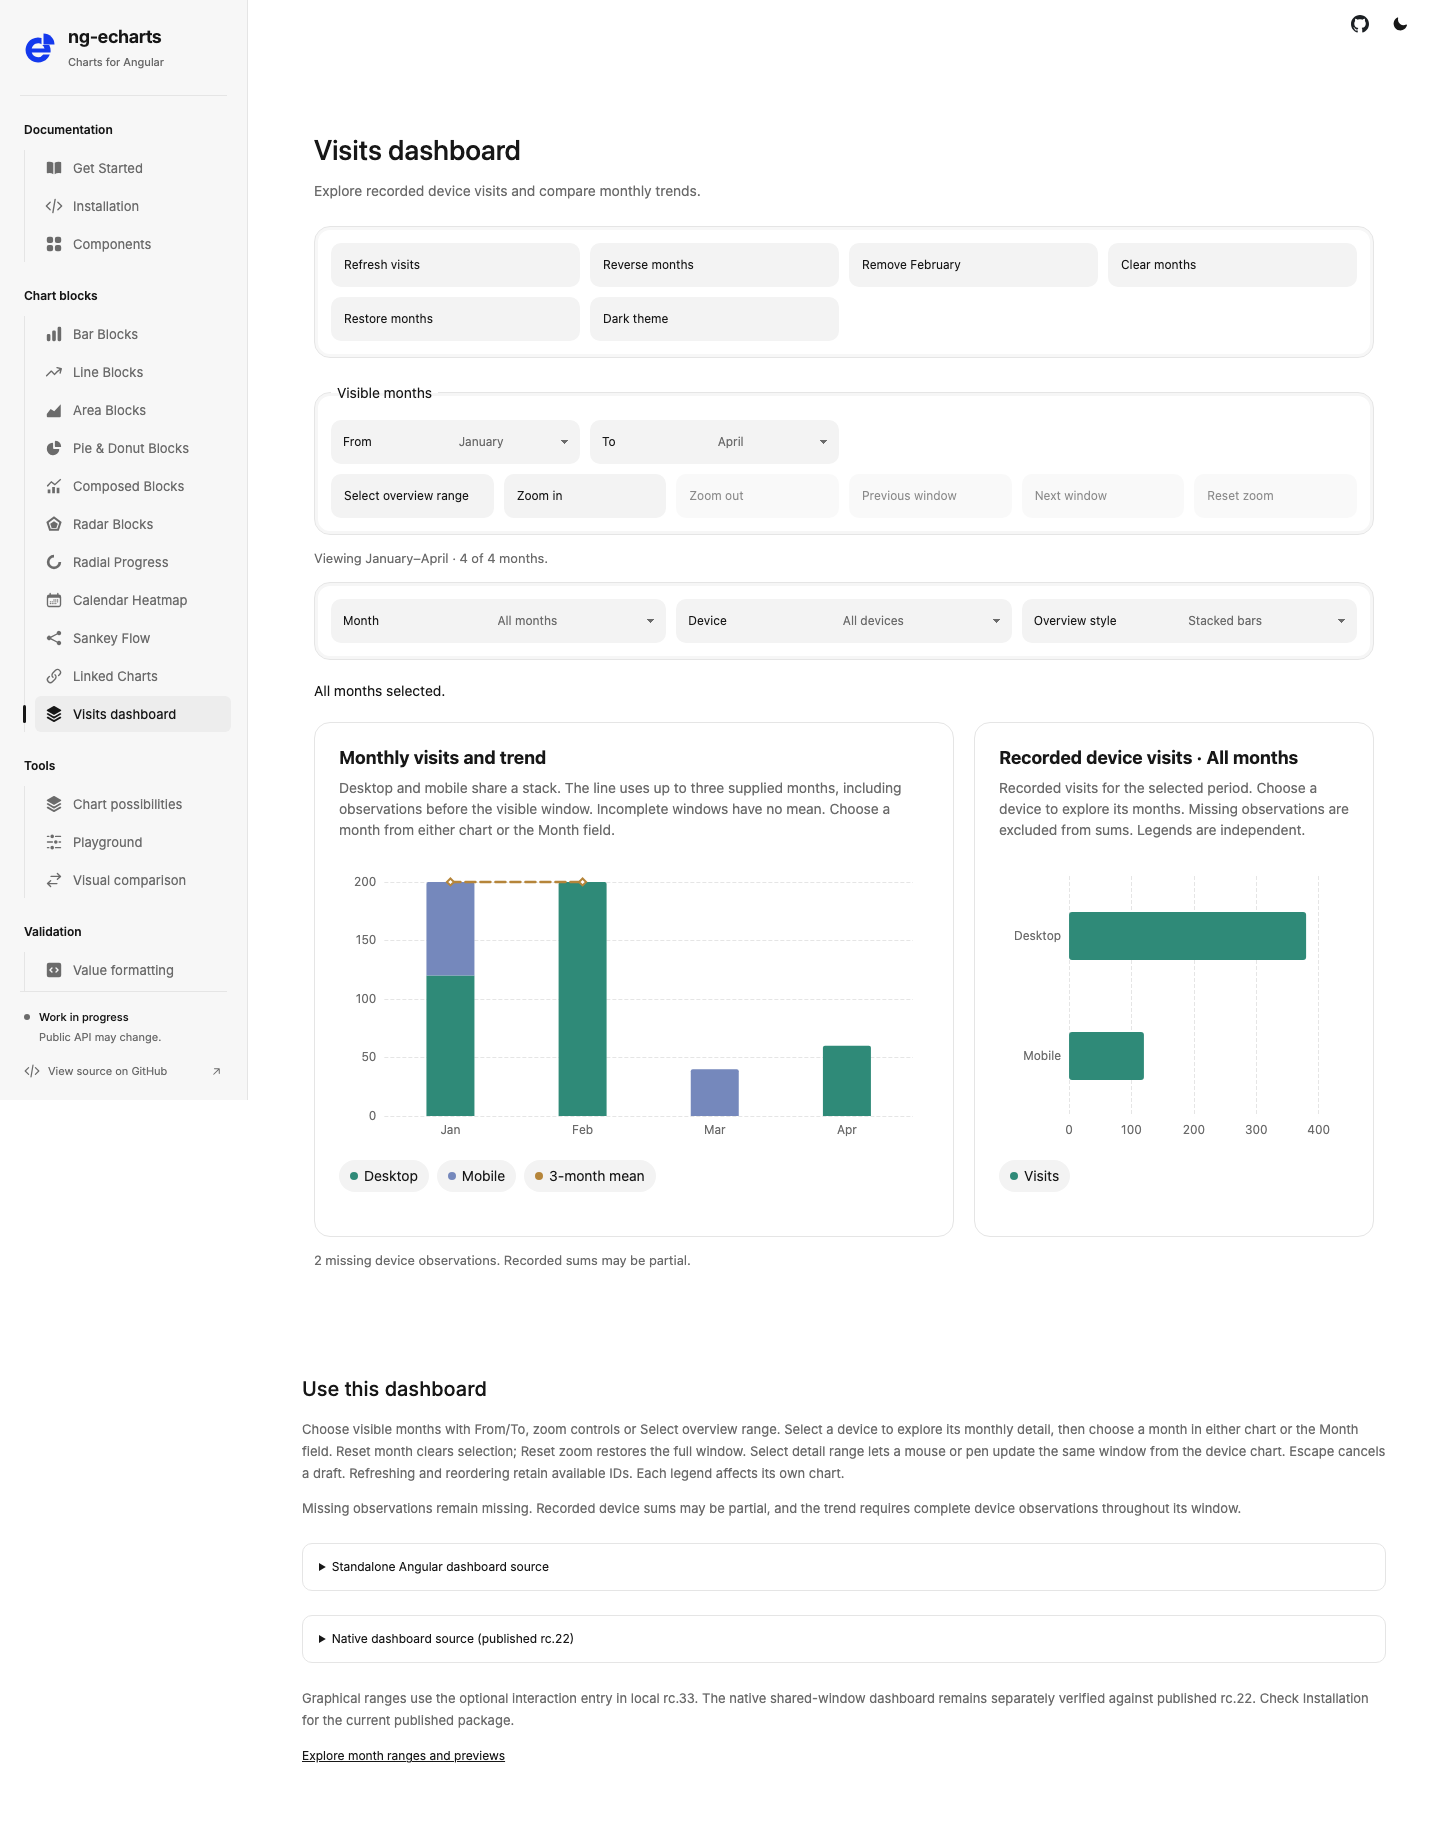 ng-echarts
Charts for Angular
Documentation
Get Started
Installation
Components
Chart blocks
Bar Blocks
Line Blocks
Area Blocks
Pie & Donut Blocks
Composed Blocks
Radar Blocks
Radial Progress
Calendar Heatmap
Sankey Flow
Linked Charts
Visits dashboard
Tools
Chart possibilities
Playground
Visual comparison
Validation
Value formatting
Work in progress
Public API may change.
View source on GitHub
Visits dashboard
Explore recorded device visits and compare monthly trends.
Refresh visits
Reverse months
Remove February
Clear months
Restore months
Dark theme
Visible months
From January
To April
Select overview range
Zoom in
Zoom out
Previous window
Next window
Reset zoom
Viewing January–April · 4 of 4 months.
Month All months
Device All devices
Overview style Stacked bars
All months selected.
Monthly visits and trend
Desktop and mobile share a stack. The line uses up to three supplied months, including
observations before the visible window. Incomplete windows have no mean. Choose a
month from either chart or the Month field.
200
150
100
50
0
Jan Feb Mar Apr
Desktop Mobile 3-month mean
Recorded device visits · All months
Recorded visits for the selected period. Choose a
device to explore its months. Missing observations are
excluded from sums. Legends are independent.
Desktop
Mobile
0 100 200 300 400
Visits
2 missing device observations. Recorded sums may be partial.
Use this dashboard
Choose visible months with From/To, zoom controls or Select overview range. Select a device to explore its monthly detail, then choose a month in either chart or the Month
field. Reset month clears selection; Reset zoom restores the full window. Select detail range lets a mouse or pen update the same window from the device chart. Escape cancels
a draft. Refreshing and reordering retain available IDs. Each legend affects its own chart.
Missing observations remain missing. Recorded device sums may be partial, and the trend requires complete device observations throughout its window.
Standalone Angular dashboard source
Native dashboard source (published rc.22)
Graphical ranges use the optional interaction entry in local rc.33. The native shared-window dashboard remains separately verified against published rc.22. Check Installation
for the current published package.
Explore month ranges and previews